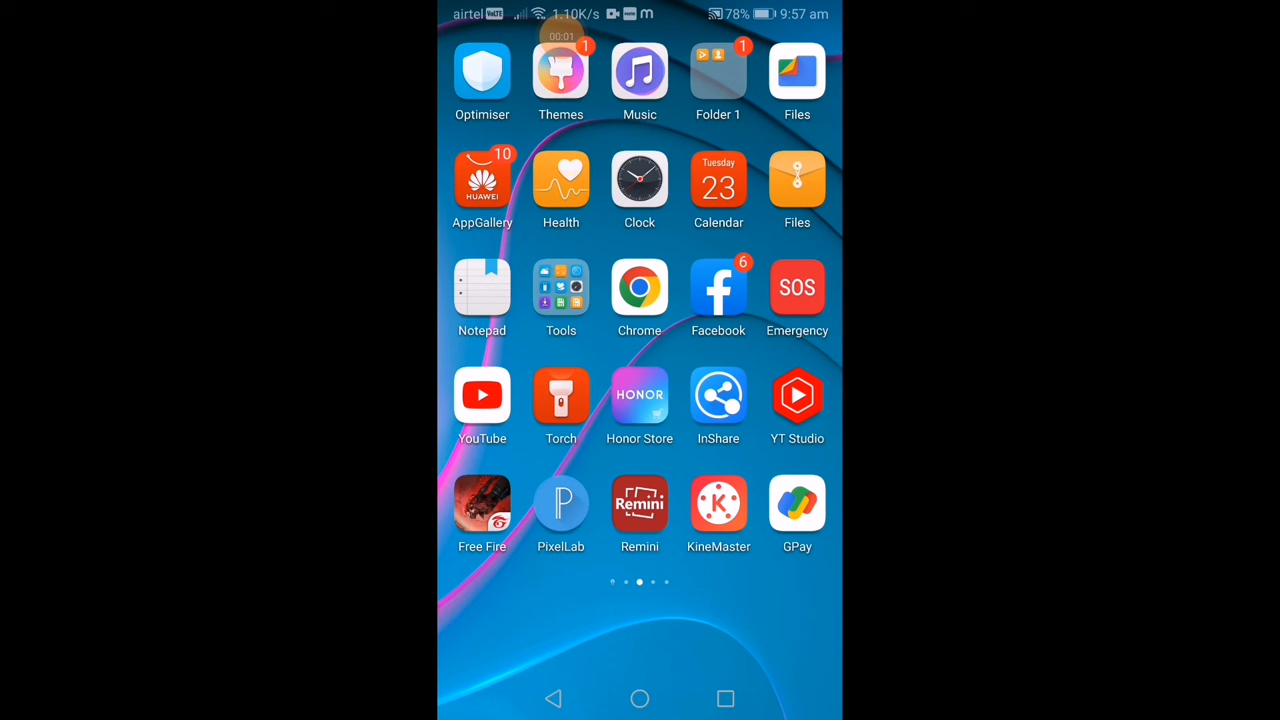 airtel VoLTE 1.10K/s m 78% 9:57 am
00:01
1 1
Optimiser Themes Music Folder 1 Files
10 Tuesday
HUAWEI 23
AppGallery Health Clock Calendar Files
6
SOS
Notepad Tools Chrome Facebook Emergency
HONOR
YouTube Torch Honor Store InShare YT Studio
P Remini K
Free Fire PixelLab Remini KineMaster GPay